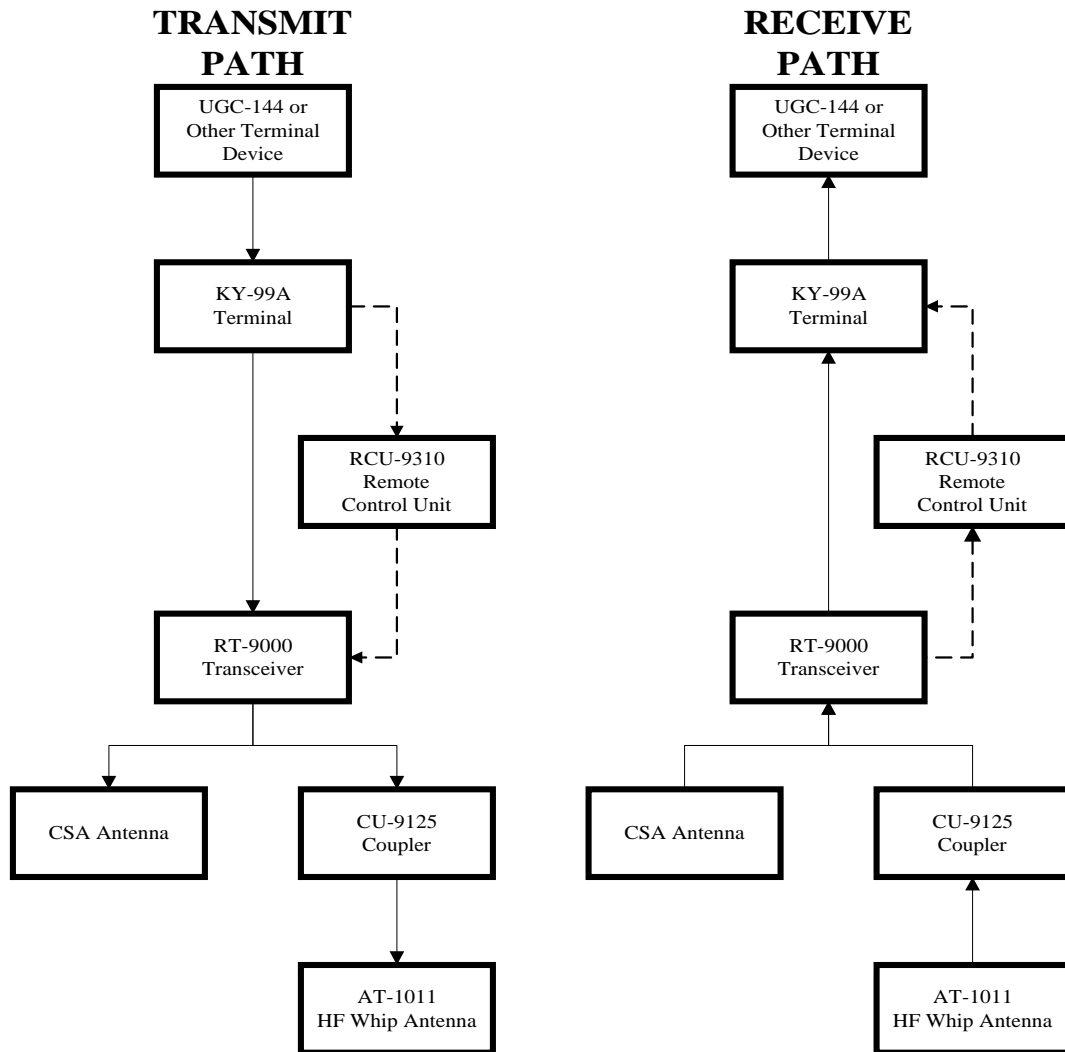 TRANSMIT
PATH
UGC-144 or
Other Terminal
Device
KY-99A
Terminal
RCU-9310
Remote
Control Unit
RT-9000
Transceiver
CSA Antenna
CU-9125
Coupler
AT-1011
HF Whip Antenna
RECEIVE
PATH
UGC-144 or
Other Terminal
Device
KY-99A
Terminal
RCU-9310
Remote
Control Unit
RT-9000
Transceiver
CSA Antenna
CU-9125
Coupler
AT-1011
HF Whip Antenna